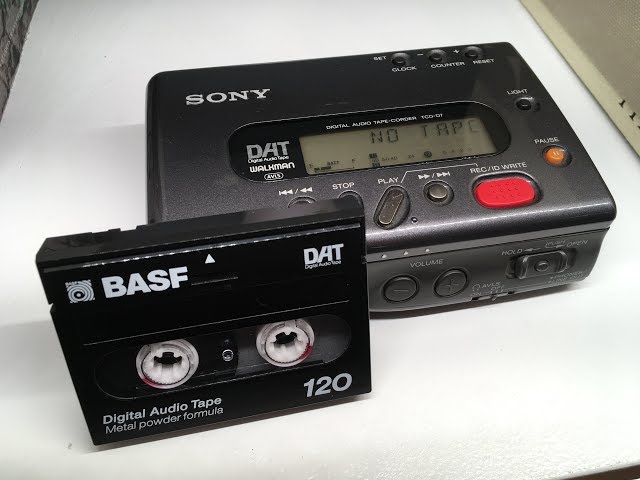 SET
CLOCK
-
COUNTER
+
RESET
SONY
LIGHT
DIGITAL AUDIO TAPE-CORDER TCD-D7
DAT
Digital Audio Tape
WALKMAN
AVLS
NO TAPE
PAUSE
STOP
PLAY
REC/ID WRITE
VOLUME
HOLD
OPEN
AVLS
BASF
DAT
Digital Audio Tape
120
Digital Audio Tape
Metal powder formula